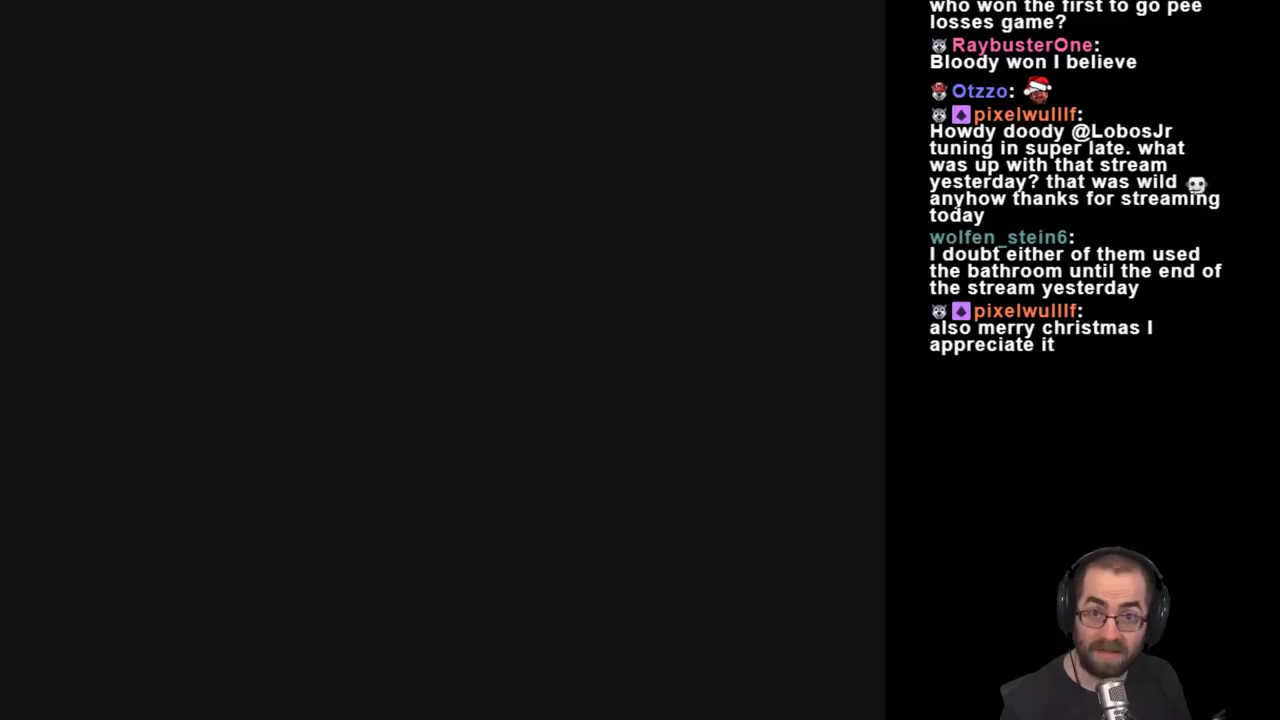 who won the first to go pee
losses game?
RaybusterOne:
Bloody won I believe
Otzzo:
pixelwulllf:
Howdy doody @LobosJr
tuning in super late. what
was up with that stream
yesterday? that was wild
anyhow thanks for streaming
today
wolfen_stein6:
I doubt either of them used
the bathroom until the end of
the stream yesterday
pixelwulllf:
also merry christmas I
appreciate it